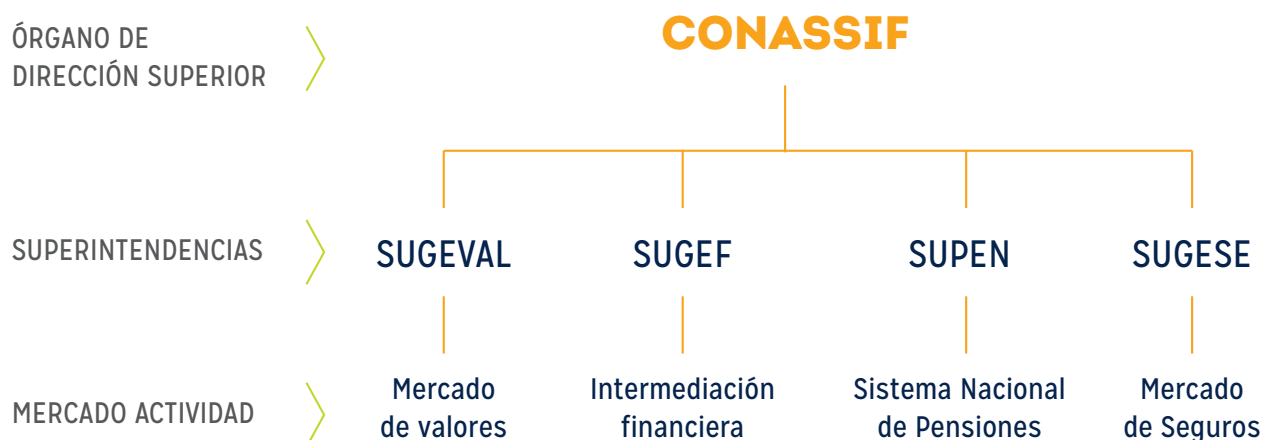 ÓRGANO DE
DIRECCIÓN SUPERIOR
CONASSIF
SUPERINTENDENCIAS
SUGEVAL
SUGEF
SUPEN
SUGESE
MERCADO ACTIVIDAD
Mercado
de valores
Intermediación
financiera
Sistema Nacional
de Pensiones
Mercado
de Seguros